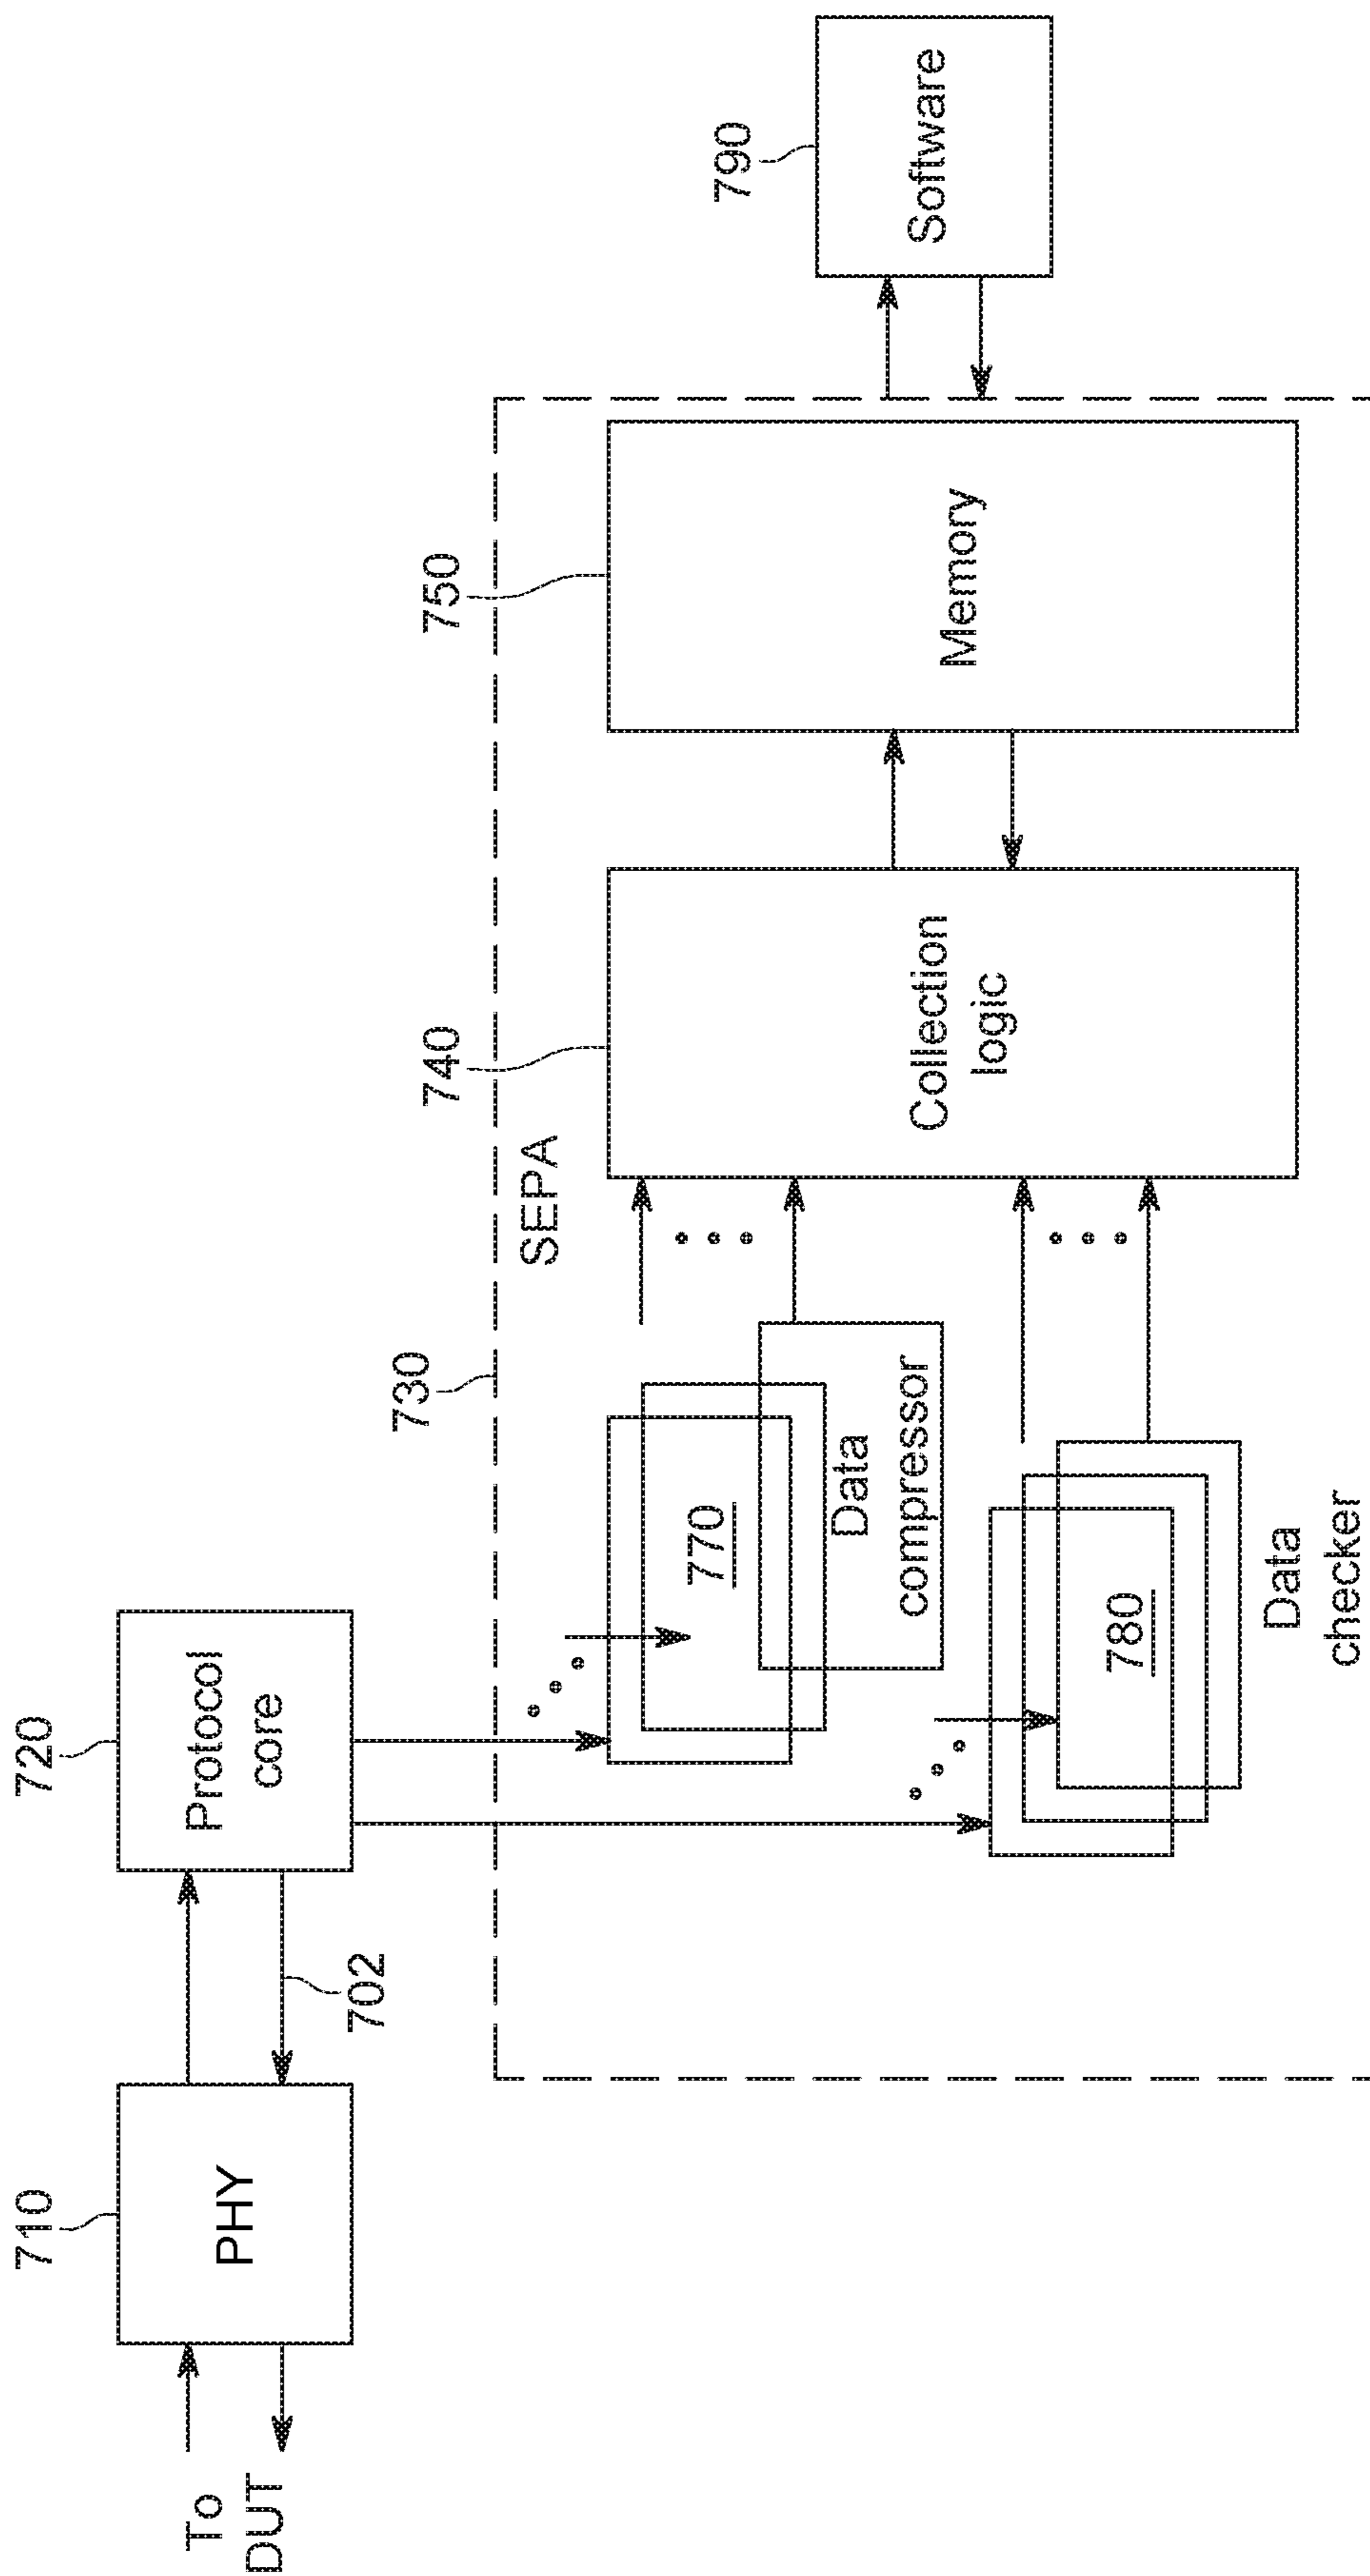 710
720
To
DUT
PHY
Protocol
core
702
730
740
750
790
SEPA
770
Data
compressor
780
Data
checker
Collection
logic
Memory
Software